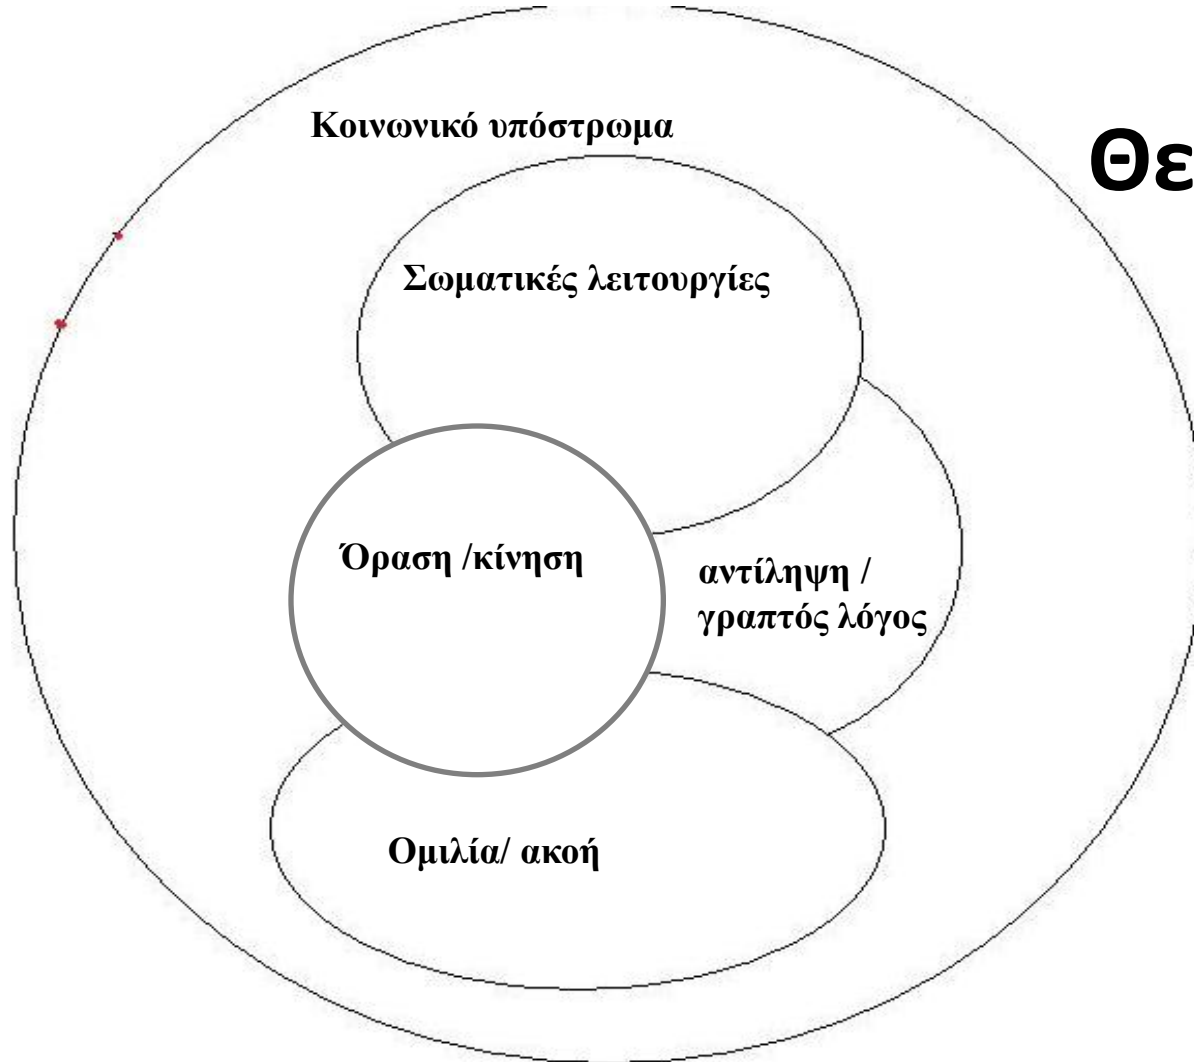 Κοινωνικό υπόστρωμα
Θε
Σωματικές λειτουργίες
Όραση /κίνηση
αντίληψη /
γραπτός λόγος
Ομιλία/ ακοή